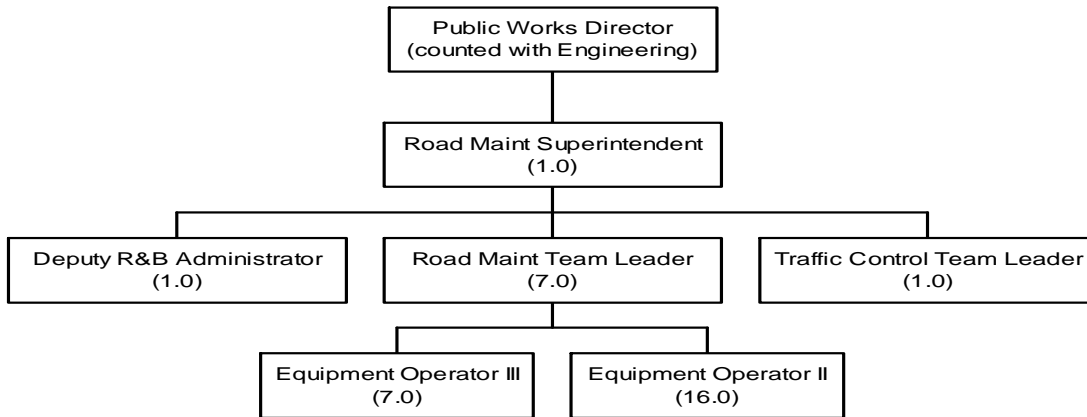 Public Works Director
(counted with Engineering)
Road Maint Superintendent
(1.0)
Deputy R&B Administrator
(1.0)
Road Maint Team Leader
(7.0)
Traffic Control Team Leader
(1.0)
Equipment Operator III
(7.0)
Equipment Operator II
(16.0)